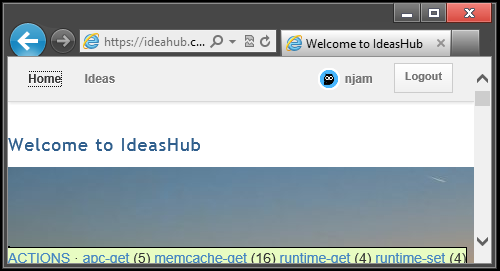 https://ideahub.c...
Welcome to IdeasHub
Home Ideas njam Logout
Welcome to IdeasHub
ACTIONS · apc-get (5) memcache-get (16) runtime-get (4) runtime-set (4)